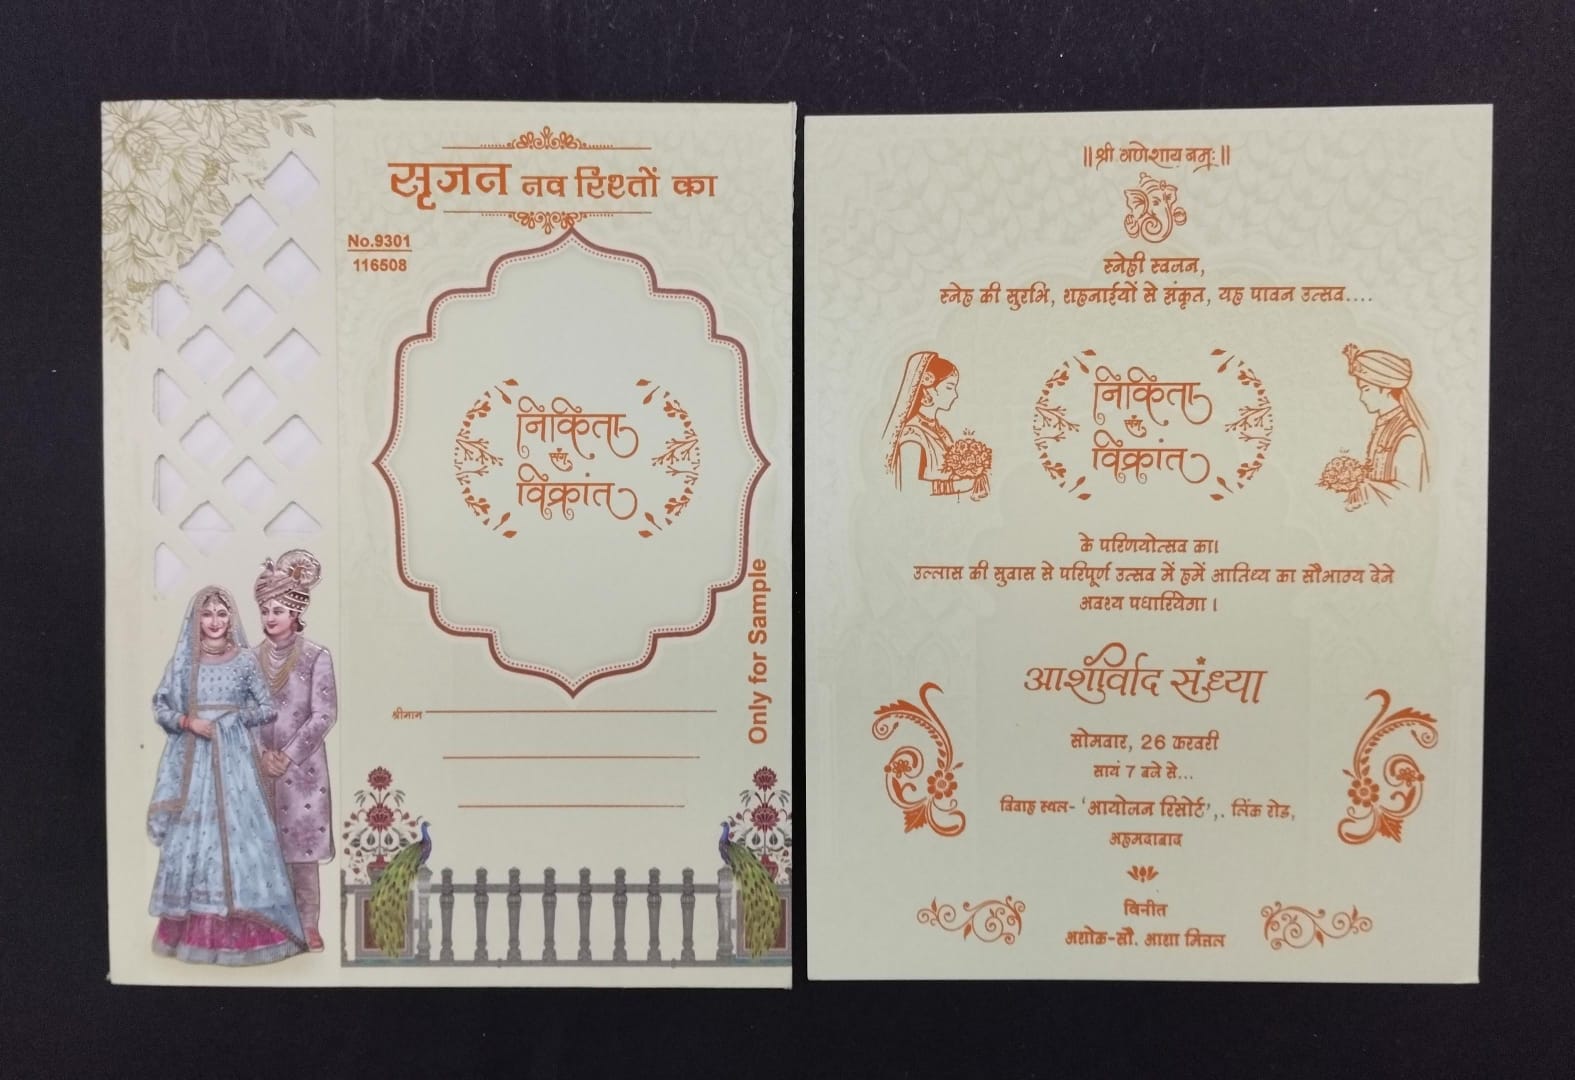 सृजन नव रिश्तों का
No.9301
116508
निकिता
संग
विक्रांत
श्रीमान
Only for Sample
||श्री गणेशाय नमः||
स्नेही स्वजन,
स्नेह की सुरभि, शहनाईयों से झंकृत, यह पावन उत्सव....
निकिता
संग
विक्रांत
के परिणयोत्सव का।
उल्लास की सुवास से परिपूर्ण उत्सव में हमें आतिथ्य का सौभाग्य देने
अवश्य पधारियेगा ।
आशीर्वाद संध्या
सोमवार, 26 फरवरी
सायं 7 बजे से...
विवाह स्थल- ‘आयोजन रिसोर्ट’,. लिंक रोड,
अहमदाबाद
विनीत
अशोक-सौ. आशा मित्तल